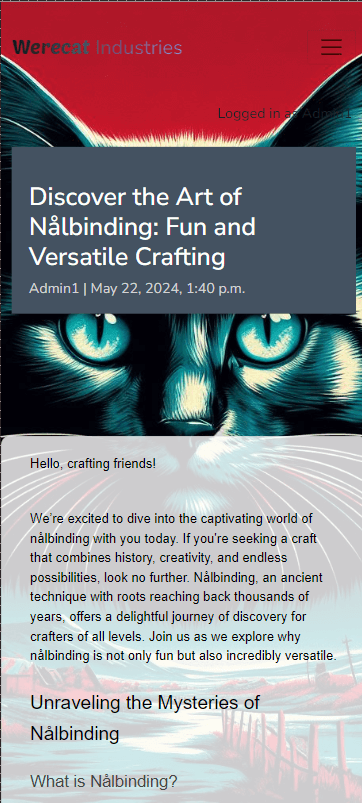 Werecat Industries
Logged in as Admin1
Discover the Art of
Nålbinding: Fun and
Versatile Crafting
Admin1 | May 22, 2024, 1:40 p.m.
Hello, crafting friends!
We're excited to dive into the captivating world of
nålbinding with you today. If you're seeking a craft
that combines history, creativity, and endless
possibilities, look no further. Nålbinding, an ancient
technique with roots reaching back thousands of
years, offers a delightful journey of discovery for
crafters of all levels. Join us as we explore why
nålbinding is not only fun but also incredibly versatile.
Unraveling the Mysteries of
Nålbinding
What is Nålbinding?